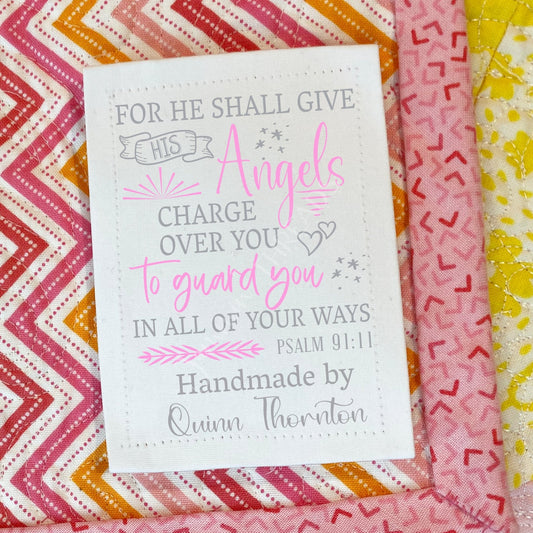 FOR HE SHALL GIVE
HIS Angels
CHARGE
OVER YOU
to guard you
IN ALL OF YOUR WAYS
PSALM 91:11
Handmade by
Quinn Thornton